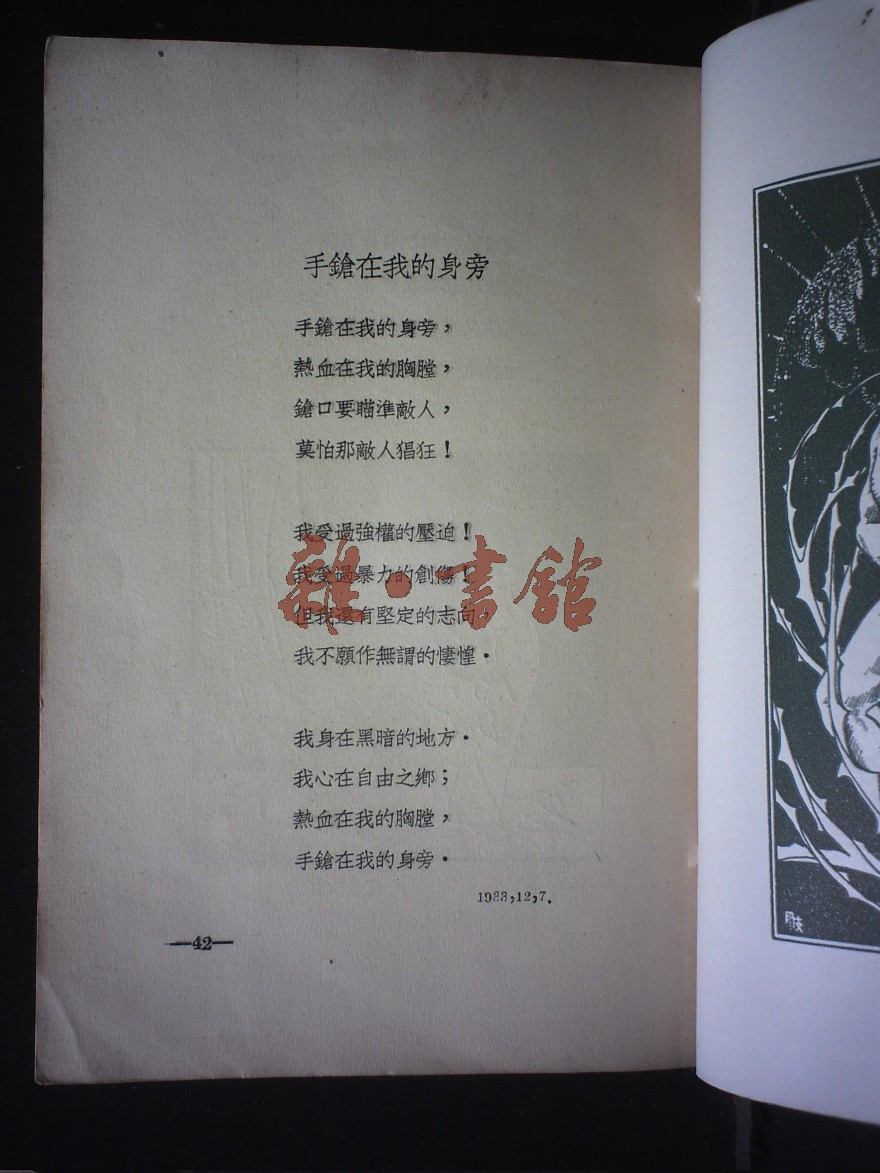 手鎗在我的身旁
手鎗在我的身旁，
熱血在我的胸膛，
鎗口要瞄準敵人，
莫怕那敵人猖狂！
我受過強權的壓迫！
我受過暴力的創傷！
但我還有堅定的志向，
我不願作無謂的悽惶．
我身在黑暗的地方．
我心在自由之鄉；
熱血在我的胸膛，
手鎗在我的身旁．
1933,12,7.
—42—
雜·書館